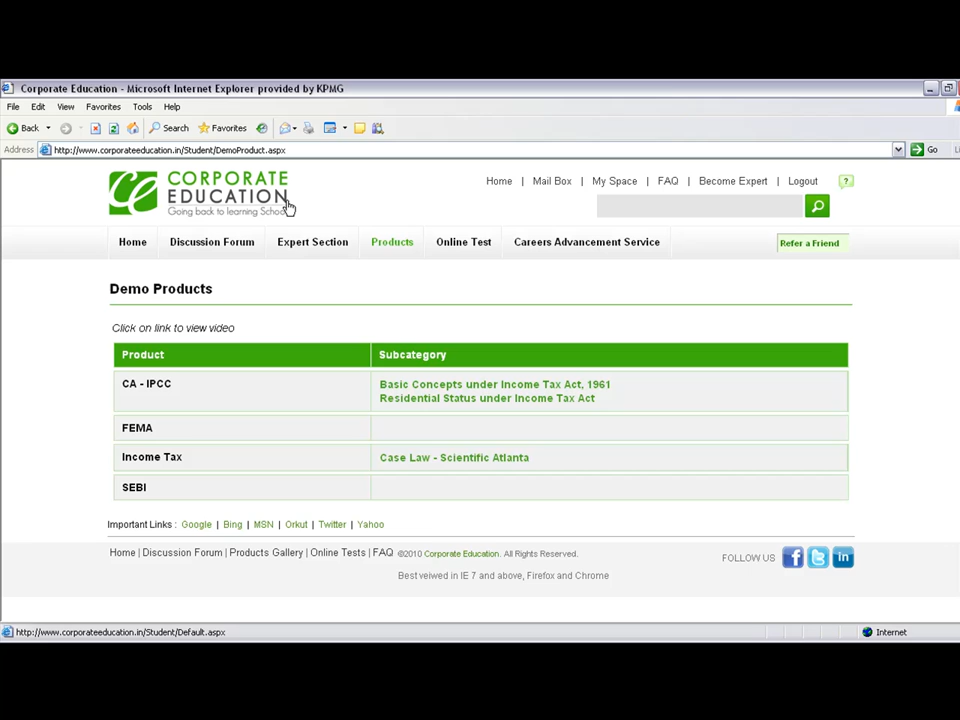 Corporate Education - Microsoft Internet Explorer provided by KPMG
File Edit View Favorites Tools Help
Back Search Favorites
Address http://www.corporateeducation.in/Student/DemoProduct.aspx Go
CORPORATE
EDUCATION
Going back to learning School
Home | Mail Box | My Space | FAQ | Become Expert | Logout ?
Home Discussion Forum Expert Section Products Online Test Careers Advancement Service Refer a Friend
Demo Products
Click on link to view video
Product Subcategory
CA - IPCC Basic Concepts under Income Tax Act, 1961
Residential Status under Income Tax Act
FEMA
Income Tax Case Law - Scientific Atlanta
SEBI
Important Links : Google | Bing | MSN | Orkut | Twitter | Yahoo
Home | Discussion Forum | Products Gallery | Online Tests | FAQ ©2010 Corporate Education. All Rights Reserved. FOLLOW US
Best veiwed in IE 7 and above, Firefox and Chrome
http://www.corporateeducation.in/Student/Default.aspx Internet